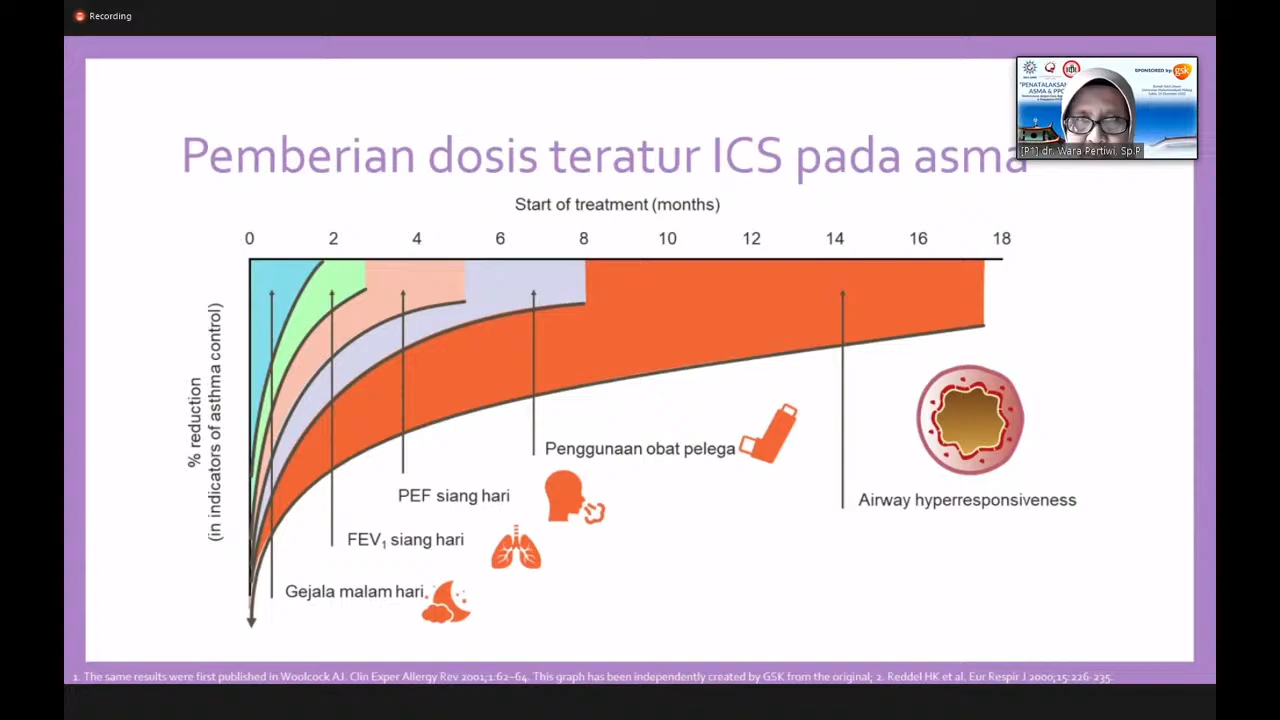 Recording
"PENATALAKSAN
ASMA & PPO
SPONSORED by gsk
[P1] dr. Wara Pertiwi, Sp.P
Pemberian dosis teratur ICS pada asma
Start of treatment (months)
0 2 4 6 8 10 12 14 16 18
% reduction
(in indicators of asthma control)
Penggunaan obat pelega
PEF siang hari
Airway hyperresponsiveness
FEV₁ siang hari
Gejala malam hari
1. The same results were first published in Woolcock AJ. Clin Exper Allergy Rev 2001;1:62–64. This graph has been independently created by GSK from the original; 2. Reddel HK et al. Eur Respir J 2000;15:226-235.